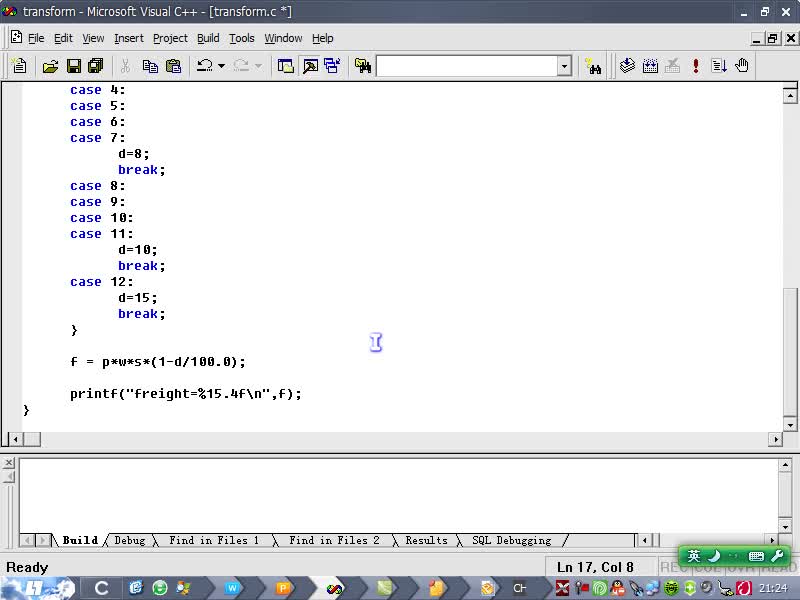 transform - Microsoft Visual C++ - [transform.c *]
File Edit View Insert Project Build Tools Window Help
case 4:
case 5:
case 6:
case 7:
d=8;
break;
case 8:
case 9:
case 10:
case 11:
d=10;
break;
case 12:
d=15;
break;
}
f = p*w*s*(1-d/100.0);
printf("freight=%15.4f\n",f);
}
Build Debug Find in Files 1 Find in Files 2 Results SQL Debugging
英
Ready Ln 17, Col 8 REC COL OVR READ
C W P CH 21:24